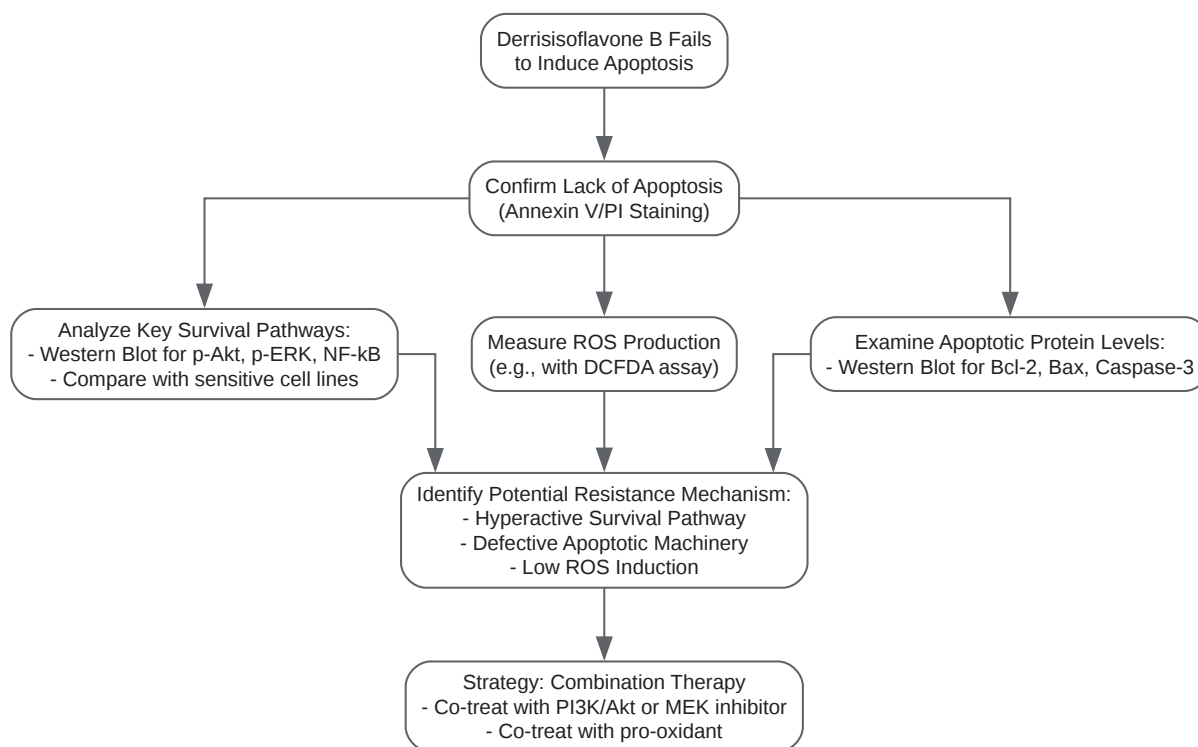 Derrisisoflavone B Fails
to Induce Apoptosis
Confirm Lack of Apoptosis
(Annexin V/PI Staining)
Analyze Key Survival Pathways:
- Western Blot for p-Akt, p-ERK, NF-kB
- Compare with sensitive cell lines
Measure ROS Production
(e.g., with DCFDA assay)
Examine Apoptotic Protein Levels:
- Western Blot for Bcl-2, Bax, Caspase-3
Identify Potential Resistance Mechanism:
- Hyperactive Survival Pathway
- Defective Apoptotic Machinery
- Low ROS Induction
Strategy: Combination Therapy
- Co-treat with PI3K/Akt or MEK inhibitor
- Co-treat with pro-oxidant